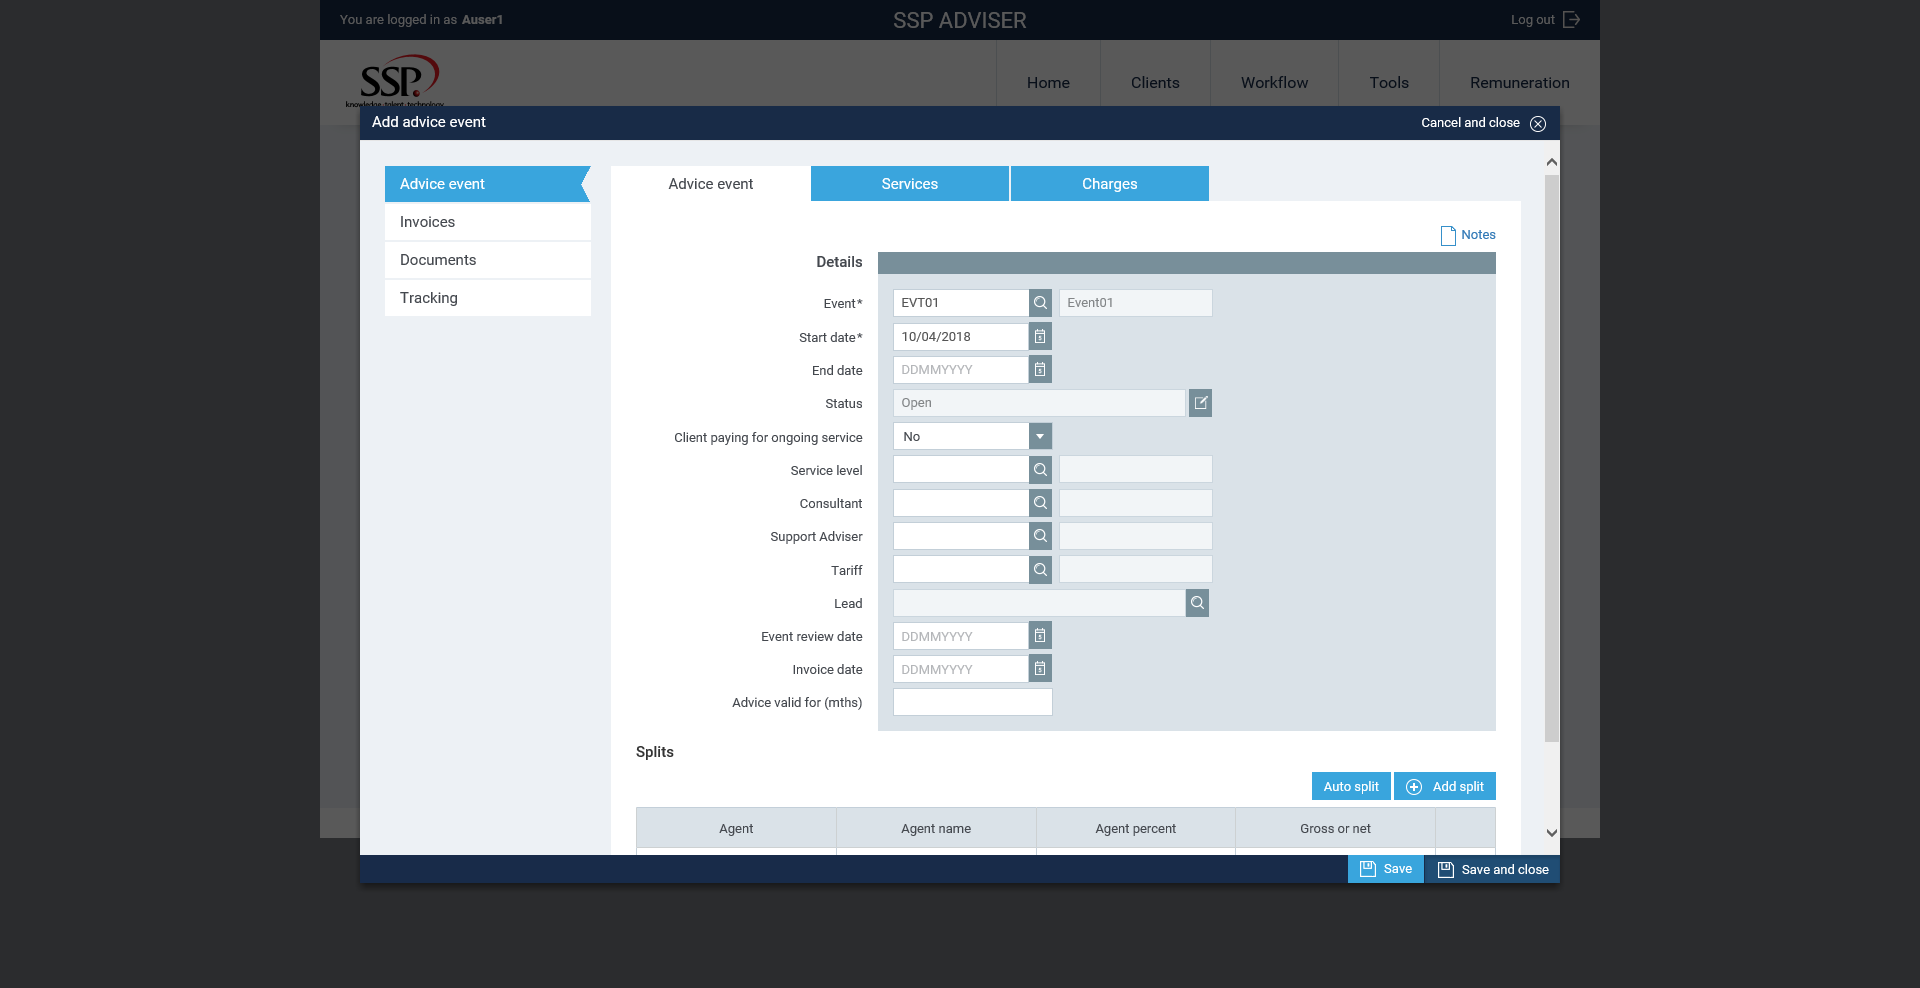 You are logged in as Auser1
SSP ADVISER
Log out
SSP
knowledge talent technology
Home
Clients
Workflow
Tools
Remuneration
Add advice event
Cancel and close
Advice event
Invoices
Documents
Tracking
Advice event
Services
Charges
Notes
Details
Event*
EVT01
Event01
Start date*
10/04/2018
End date
DDMMYYYY
Status
Open
Client paying for ongoing service
No
Service level
Consultant
Support Adviser
Tariff
Lead
Event review date
DDMMYYYY
Invoice date
DDMMYYYY
Advice valid for (mths)
Splits
Auto split
Add split
Agent
Agent name
Agent percent
Gross or net
Save
Save and close